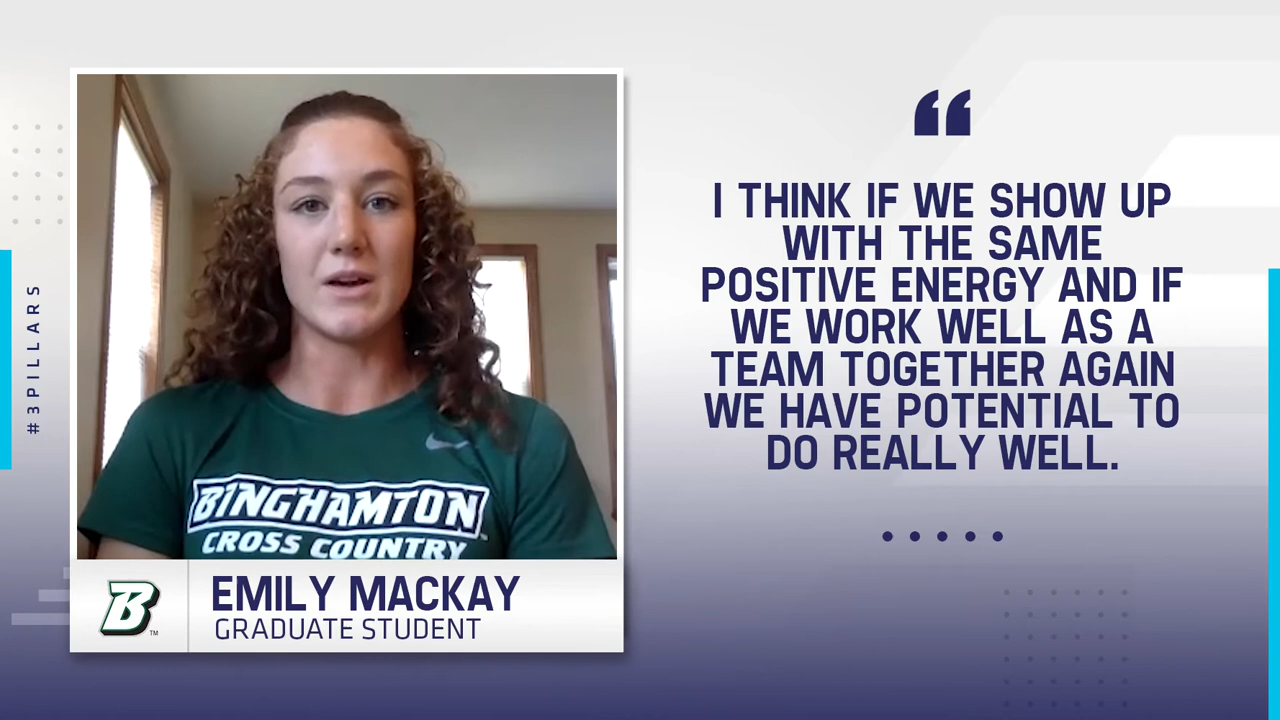 #3PILLARS
BINGHAMTON
CROSS COUNTRY
B
TM
EMILY MACKAY
GRADUATE STUDENT
“
I THINK IF WE SHOW UP
WITH THE SAME
POSITIVE ENERGY AND IF
WE WORK WELL AS A
TEAM TOGETHER AGAIN
WE HAVE POTENTIAL TO
DO REALLY WELL.